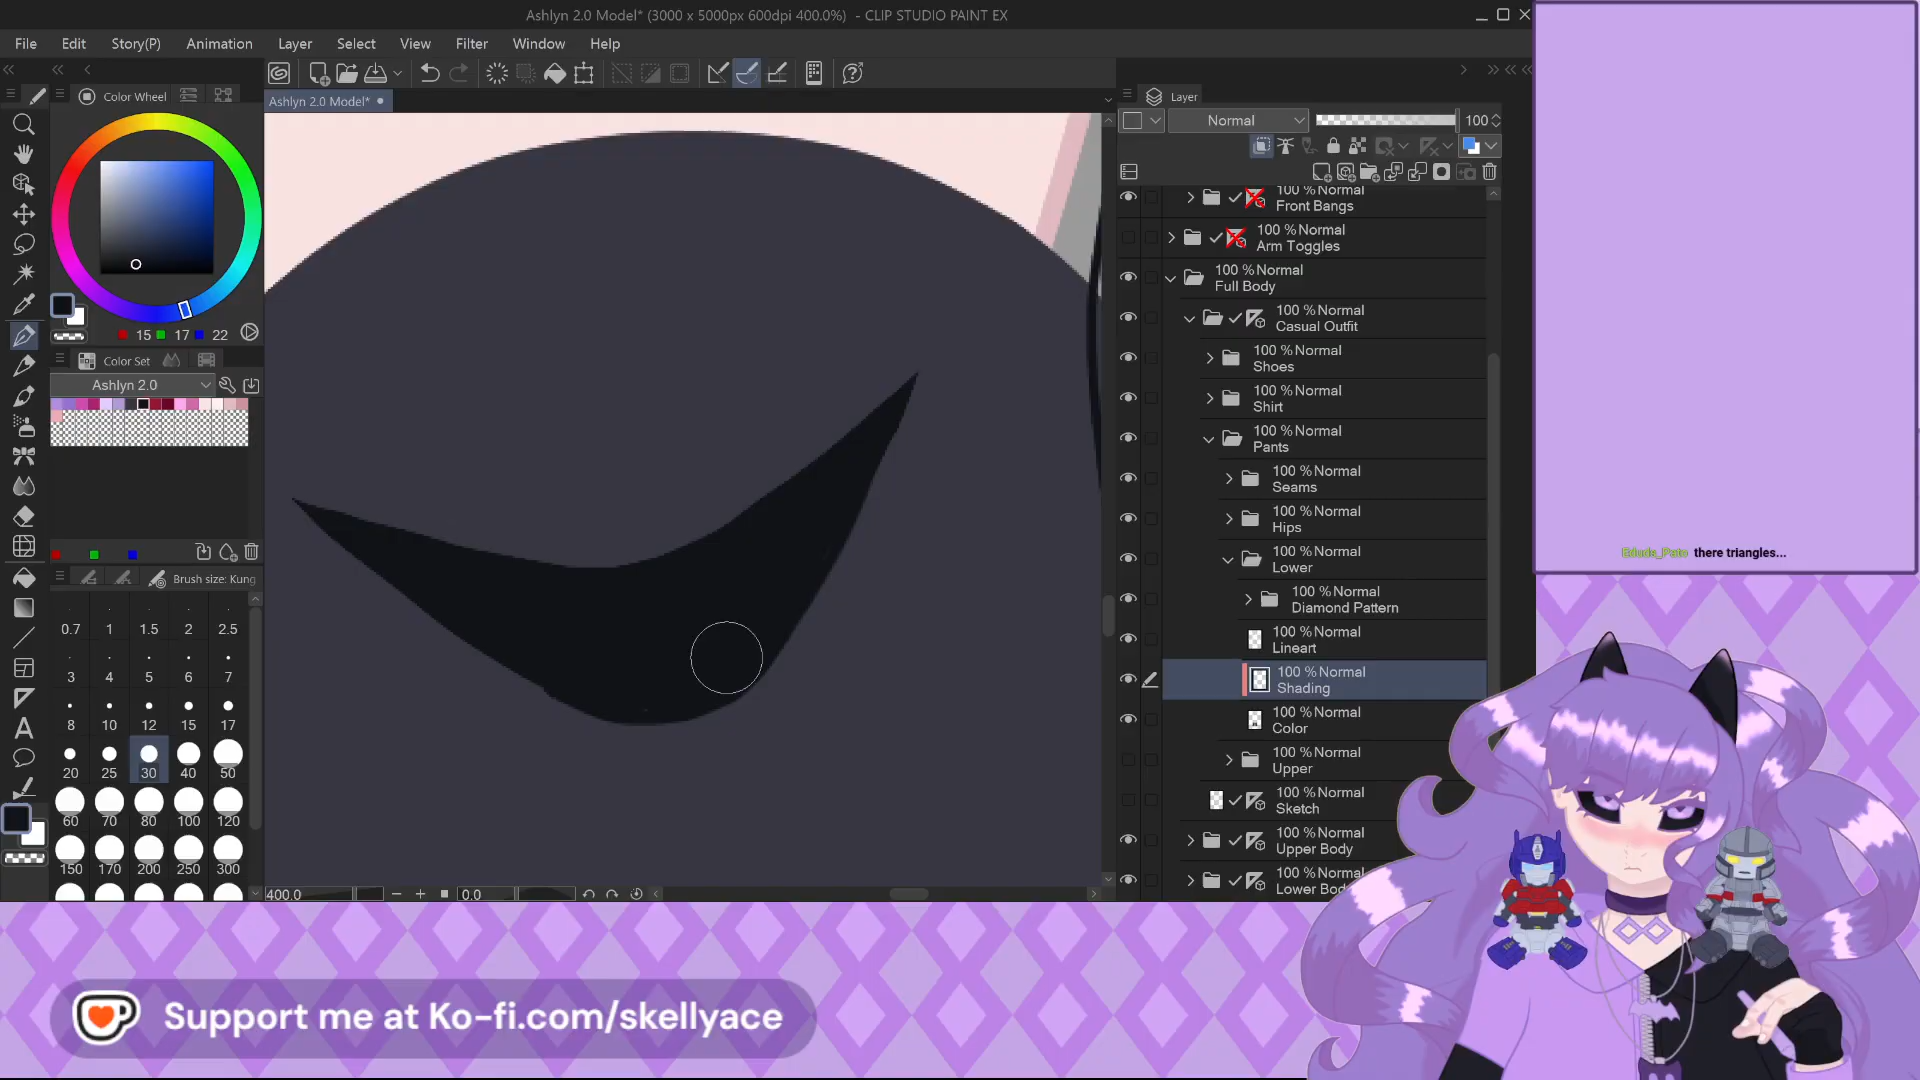 Ashlyn 2.0 Model* (3000 x 5000px 600dpi 400.0%) - CLIP STUDIO PAINT EX
File Edit Story(P) Animation Layer Select View Filter Window Help
Color Wheel
Ashlyn 2.0 Model*
Layer
Normal 100
100 %Normal
Front Bangs
100 %Normal
Arm Toggles
100 %Normal
Full Body
100 %Normal
Casual Outfit
100 %Normal
Shoes
100 %Normal
Shirt
100 %Normal
Pants
100 %Normal
Seams
100 %Normal
Hips
100 %Normal
Lower
100 %Normal
Diamond Pattern
100 %Normal
Lineart
100 %Normal
Shading
100 %Normal
Color
100 %Normal
Upper
100 %Normal
Sketch
100 %Normal
Upper Body
100 %Normal
Lower Bod
15 17 22
Color Set
Ashlyn 2.0
Brush size: Kung
0.7 1 1.5 2 2.5
3 4 5 6 7
8 10 12 15 17
20 25 30 40 50
60 70 80 100 120
150 170 200 250 300
400.0 0.0
there triangles...
Support me at Ko-fi.com/skellyace